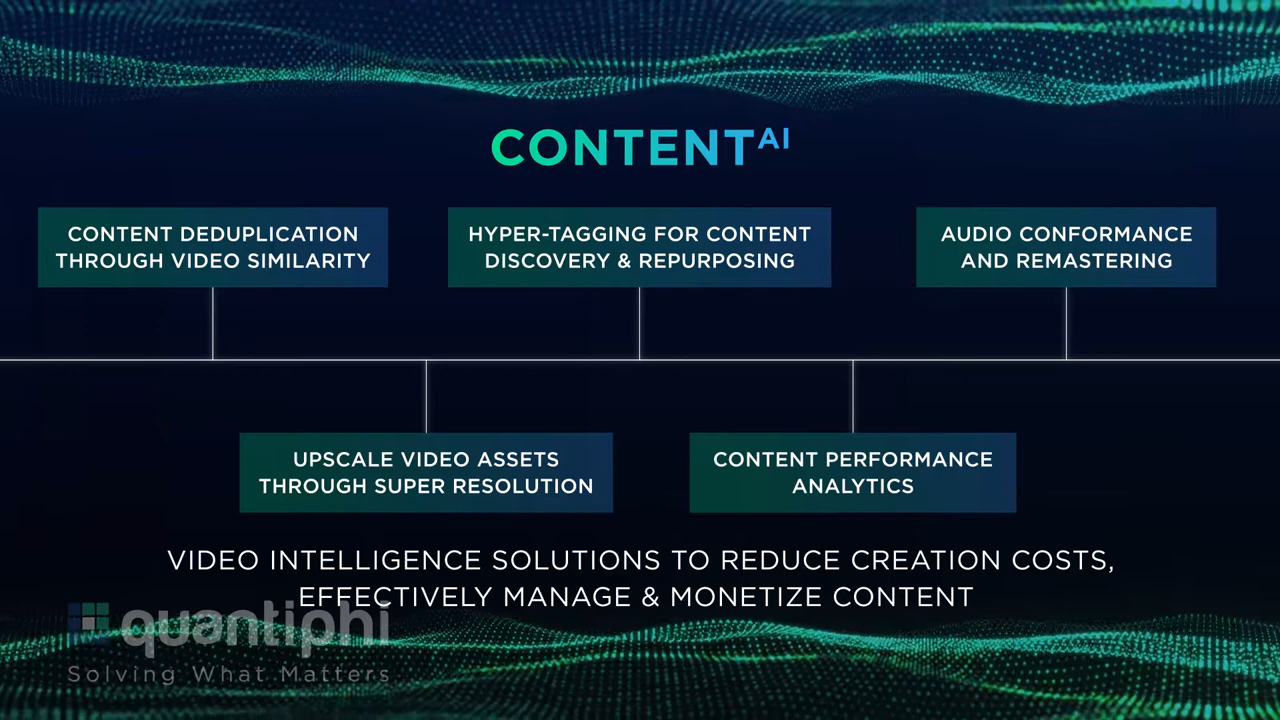 CONTENT AI
CONTENT DEDUPLICATION
THROUGH VIDEO SIMILARITY
HYPER-TAGGING FOR CONTENT
DISCOVERY & REPURPOSING
AUDIO CONFORMANCE
AND REMASTERING
UPSCALE VIDEO ASSETS
THROUGH SUPER RESOLUTION
CONTENT PERFORMANCE
ANALYTICS
VIDEO INTELLIGENCE SOLUTIONS TO REDUCE CREATION COSTS,
EFFECTIVELY MANAGE & MONETIZE CONTENT
quantiphi
Solving What Matters